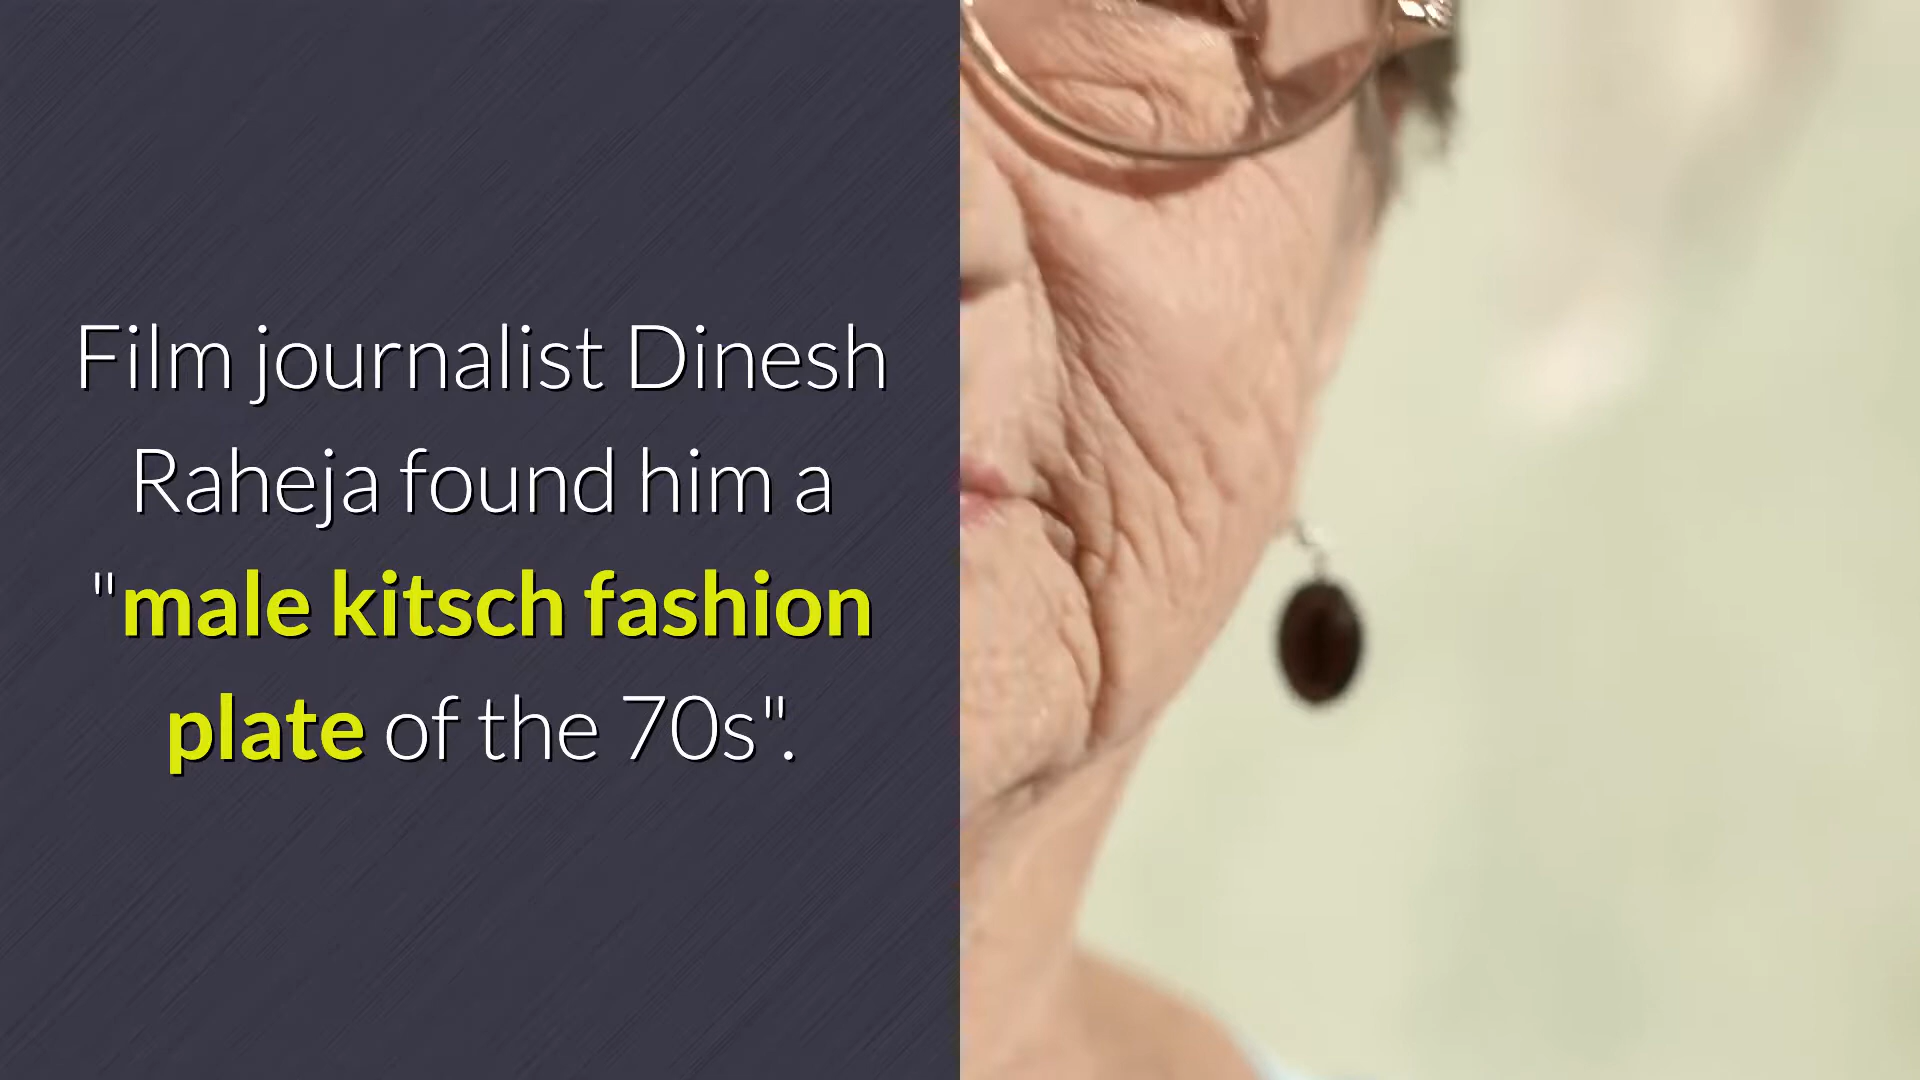 Film journalist Dinesh
Raheja found him a
"male kitsch fashion
plate of the 70s".